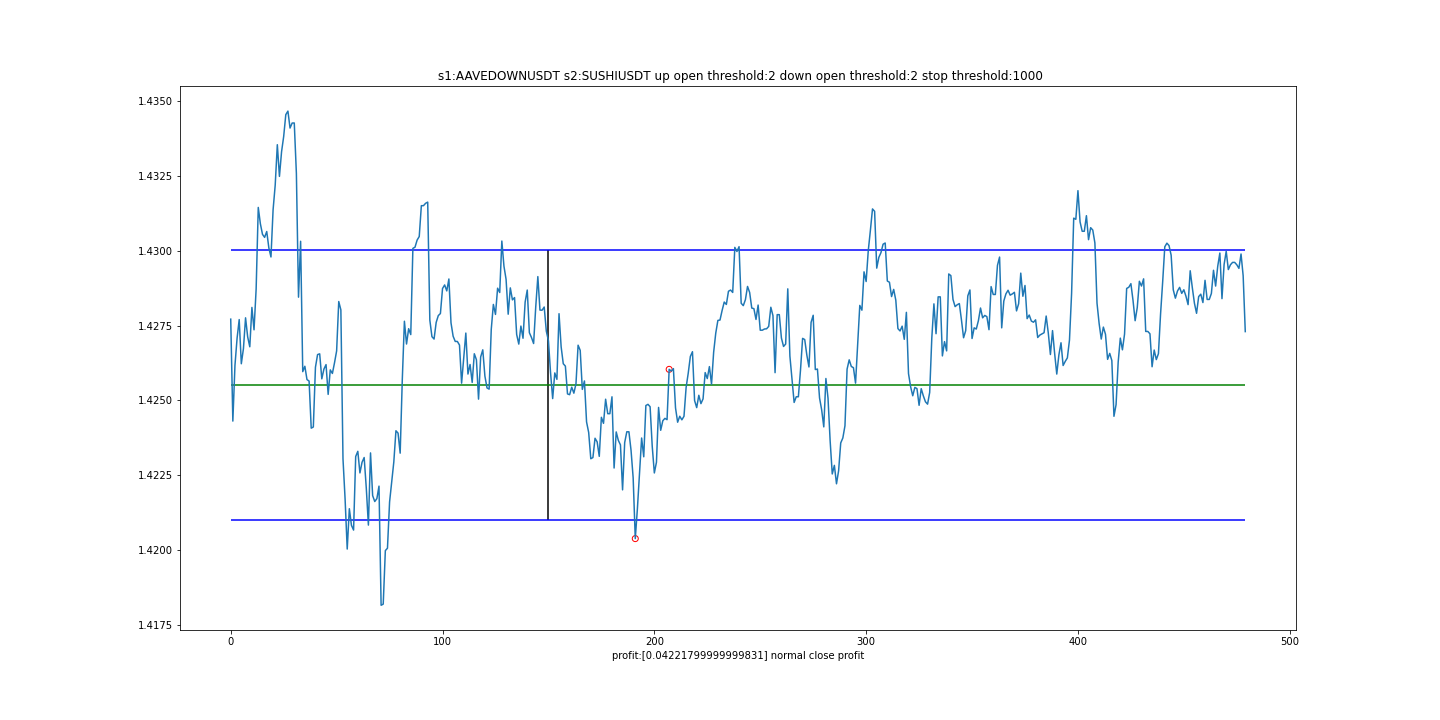 s1:AAVEDOWNUSDT s2:SUSHIUSDT up open threshold:2 down open threshold:2 stop threshold:1000
1.4350
1.4325
1.4300
1.4275
1.4250
1.4225
1.4200
1.4175
0 100 200 300 400 500
profit:[0.04221799999999831] normal close profit